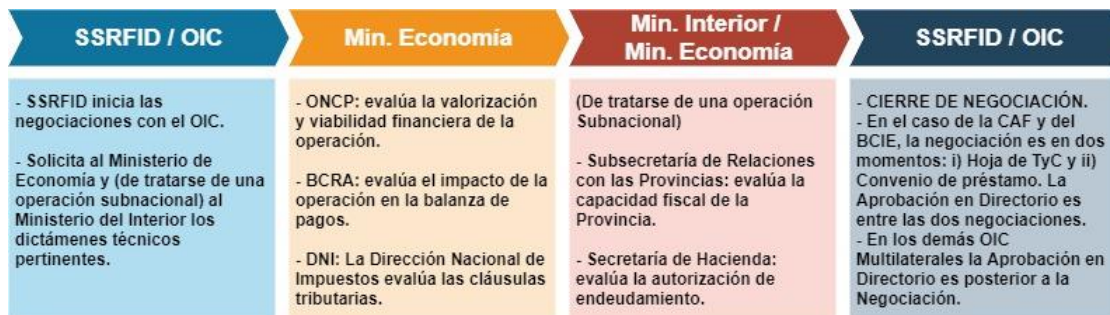 SSRFID / OIC
- SSRFID inicia las
negociaciones con el OIC.
- Solicita al Ministerio de
Economía y (de tratarse de una
operación subnacional) al
Ministerio del Interior los
dictámenes técnicos
pertinentes.
Min. Economía
- ONCP: evalúa la valorización
y viabilidad financiera de la
operación.
- BCRA: evalúa el impacto de la
operación en la balanza de
pagos.
- DNI: La Dirección Nacional de
Impuestos evalúa las cláusulas
tributarias.
Min. Interior /
Min. Economía
(De tratarse de una operación
Subnacional)
- Subsecretaría de Relaciones
con las Provincias: evalúa la
capacidad fiscal de la
Provincia.
- Secretaría de Hacienda:
evalúa la autorización de
endeudamiento.
SSRFID / OIC
- CIERRE DE NEGOCIACIÓN.
- En el caso de la CAF y del
BCIE, la negociación es en dos
momentos: i) Hoja de TyC y ii)
Convenio de préstamo. La
Aprobación en Directorio es
entre las dos negociaciones.
- En los demás OIC
Multilaterales la Aprobación en
Directorio es posterior a la
Negociación.